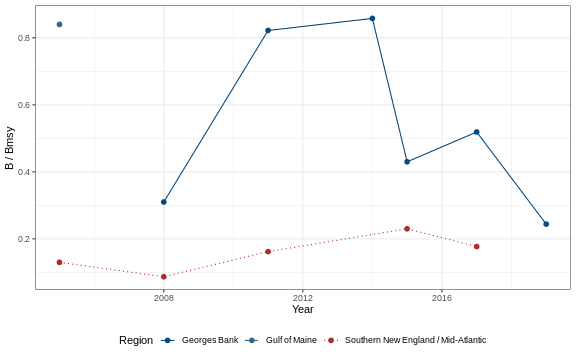 B / Bmsy
0.8
0.6
0.4
0.2
2008 2012 2016
Year
Region Georges Bank Gulf of Maine Southern New England / Mid-Atlantic